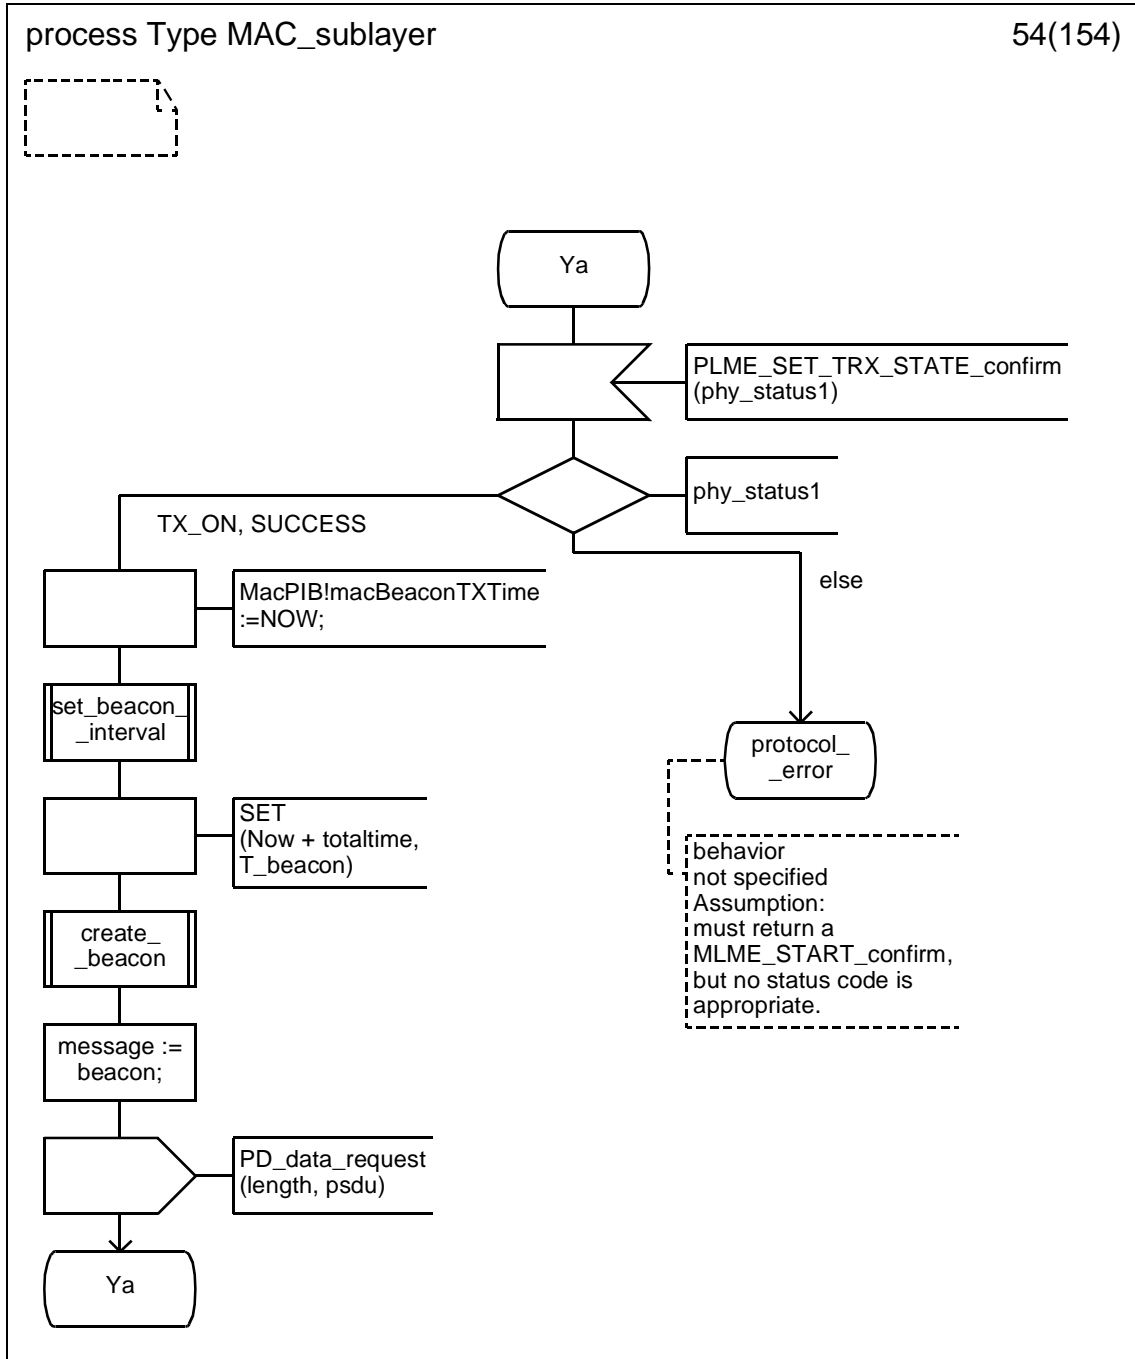 process Type MAC_sublayer
54(154)
Ya
PLME_SET_TRX_STATE_confirm
(phy_status1)
phy_status1
TX_ON, SUCCESS
else
MacPIB!macBeaconTXTime
:=NOW;
set_beacon_
_interval
protocol_
_error
SET
(Now + totaltime,
T_beacon)
behavior
not specified
Assumption:
must return a
MLME_START_confirm,
but no status code is
appropriate.
create_
_beacon
message :=
beacon;
PD_data_request
(length, psdu)
Ya